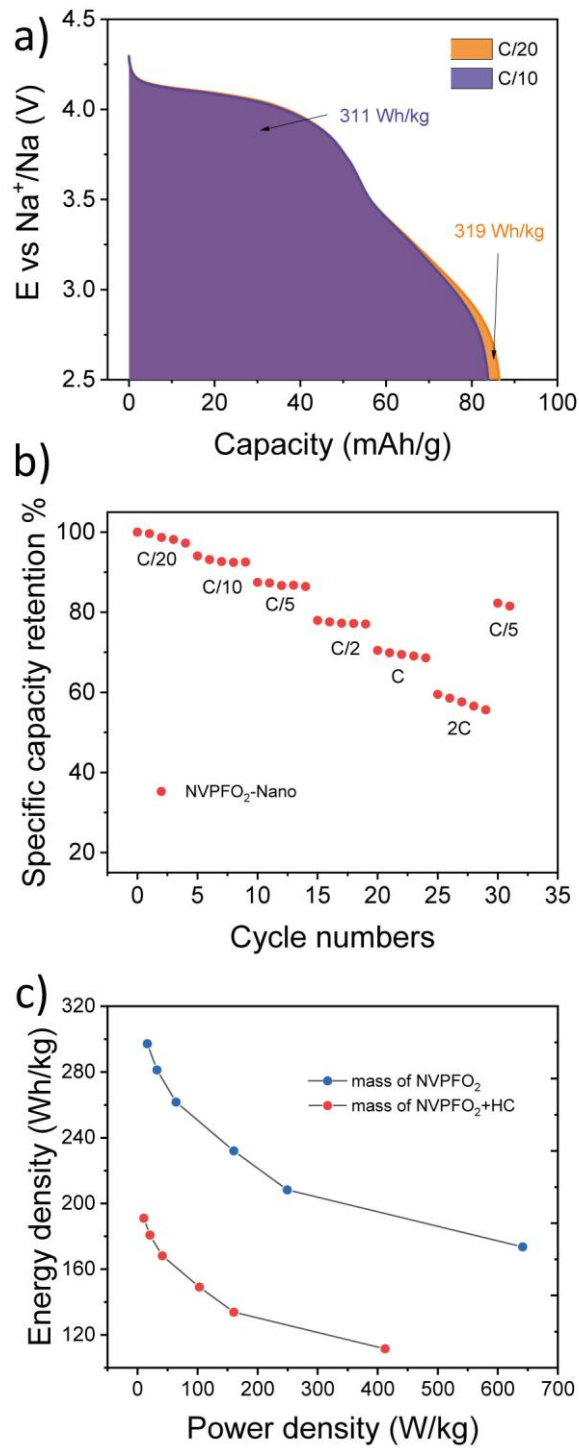 a)
4.5
4.0
3.5
3.0
2.5
E vs Na⁺/Na (V)
C/20
C/10
311 Wh/kg
319 Wh/kg
0 20 40 60 80 100
Capacity (mAh/g)
b)
100
80
60
40
20
Specific capacity retention %
C/20
C/10
C/5
C/2
C
2C
C/5
NVPFO₂-Nano
0 5 10 15 20 25 30 35
Cycle numbers
c)
320
280
240
200
160
120
Energy density (Wh/kg)
mass of NVPFO₂
mass of NVPFO₂+HC
0 100 200 300 400 500 600 700
Power density (W/kg)